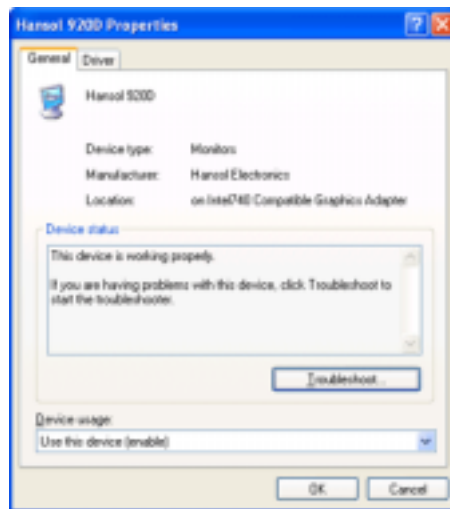 Hansol 920D Properties
General Driver
Hansol 920D
Device type: Monitors
Manufacturer: Hansol Electronics
Location: on Intel740 Compatible Graphics Adapter
Device status
This device is working properly.
If you are having problems with this device, click Troubleshoot to
start the troubleshooter.
Troubleshoot...
Device usage:
Use this device (enable)
OK Cancel